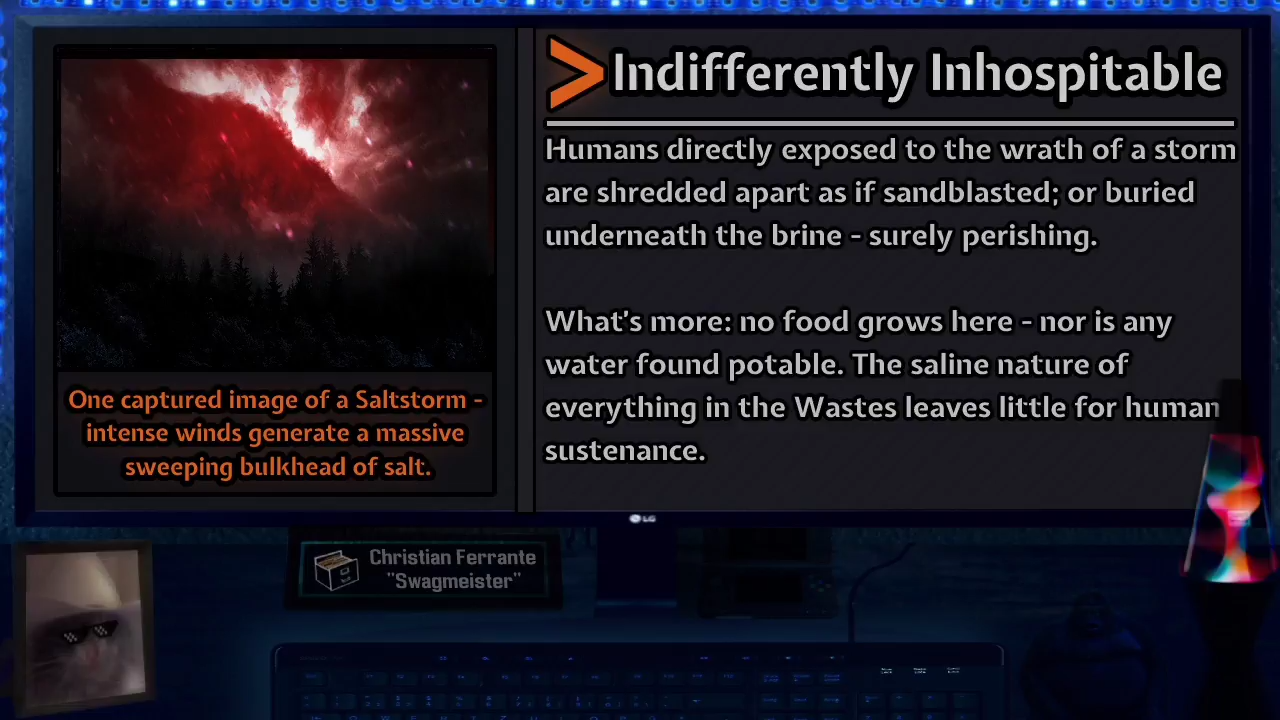 >Indifferently Inhospitable
Humans directly exposed to the wrath of a storm
are shredded apart as if sandblasted; or buried
underneath the brine - surely perishing.
What's more: no food grows here - nor is any
water found potable. The saline nature of
everything in the Wastes leaves little for human
sustenance.
One captured image of a Saltstorm -
intense winds generate a massive
sweeping bulkhead of salt.
LG
Christian Ferrante
"Swagmeister"